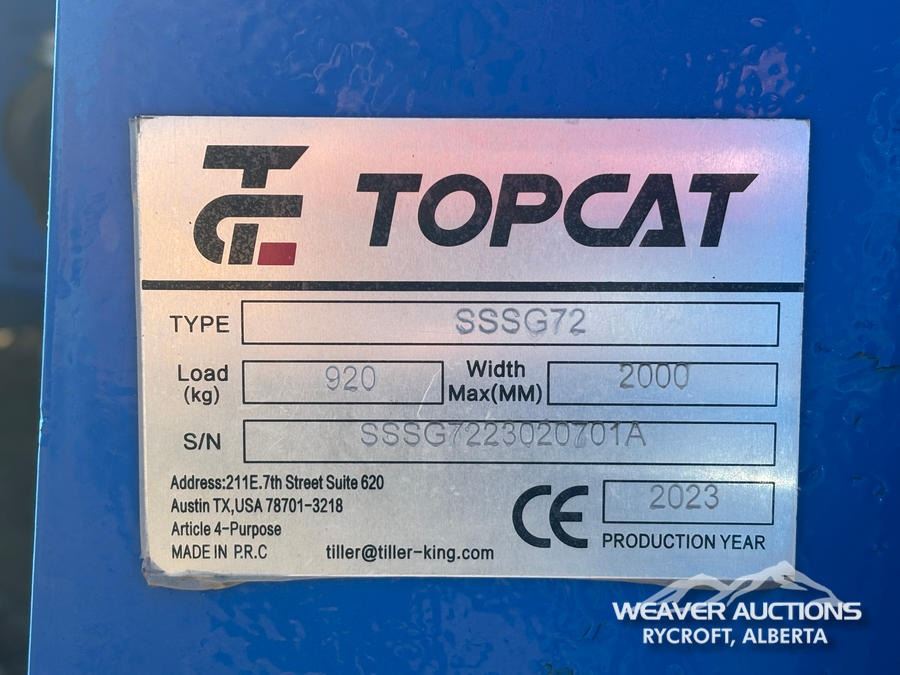 TC TOPCAT
TYPE SSSG72
Load (kg) 920 Width Max(MM) 2000
S/N SSSG7223020701A
Address:211E.7th Street Suite 620
Austin TX,USA 78701-3218
Article 4-Purpose
MADE IN P.R.C tiller@tiller-king.com
CE 2023
PRODUCTION YEAR
WEAVER AUCTIONS
RYCROFT, ALBERTA